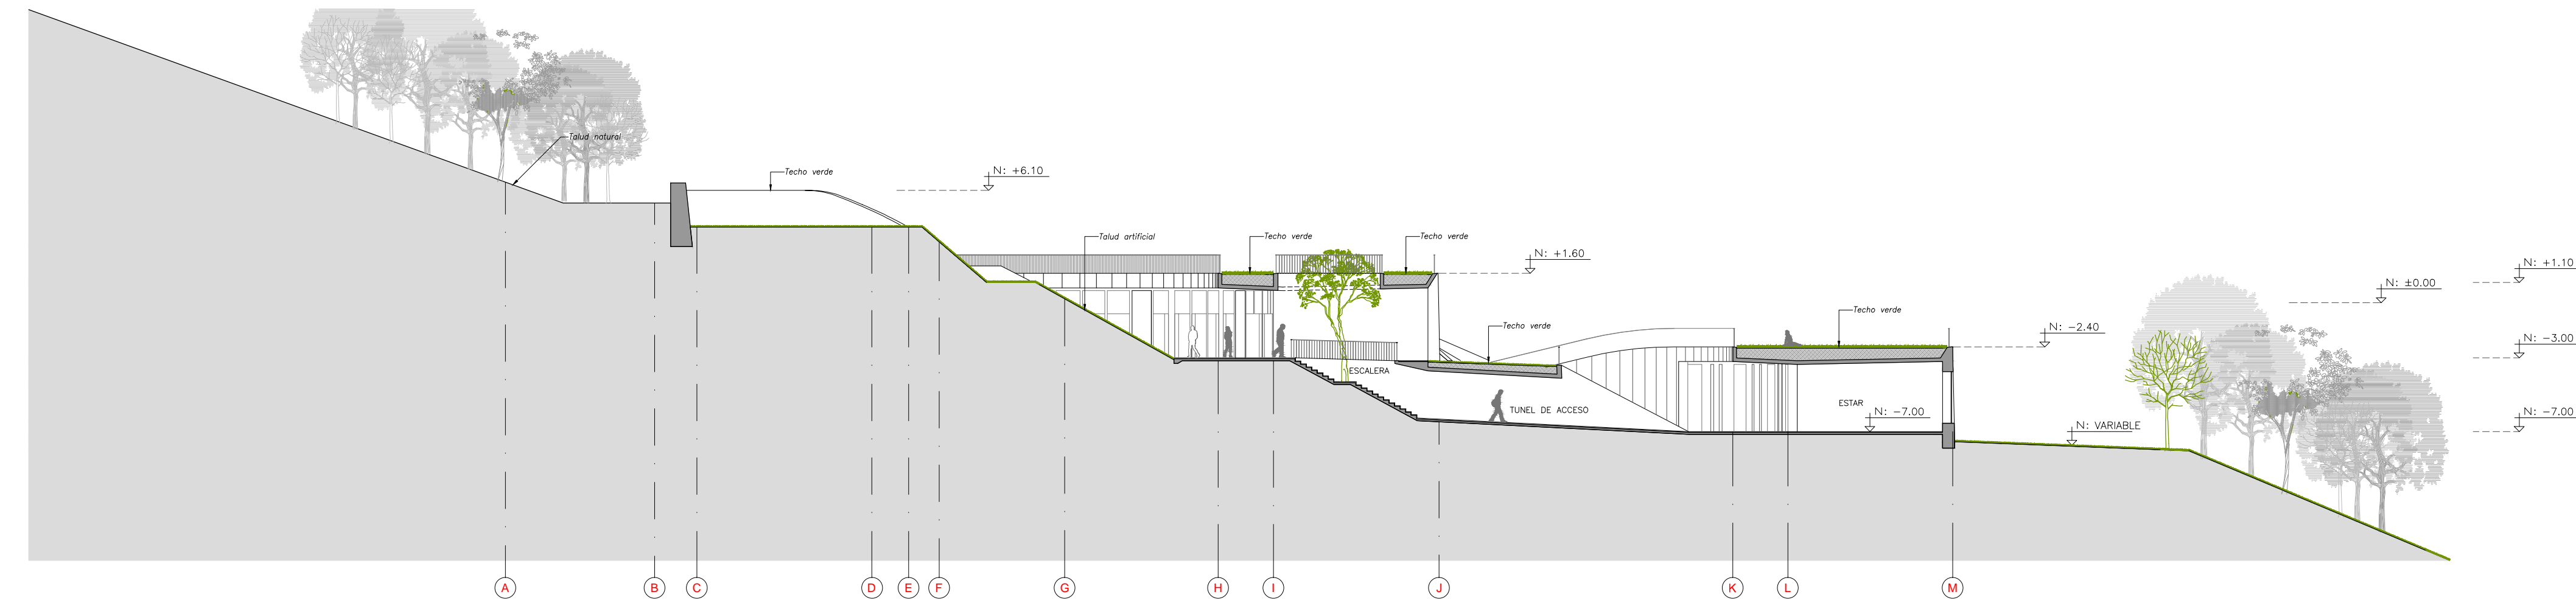 Talud natural
Techo verde
N: +6.10
Talud artificial
Techo verde
Techo verde
N: +1.60
N: +1.10
N: ±0.00
Techo verde
Techo verde
N: −2.40
N: −3.00
ESCALERA
TUNEL DE ACCESO
ESTAR
N: −7.00
N: −7.00
N: VARIABLE
A
B
C
D
E
F
G
H
I
J
K
L
M